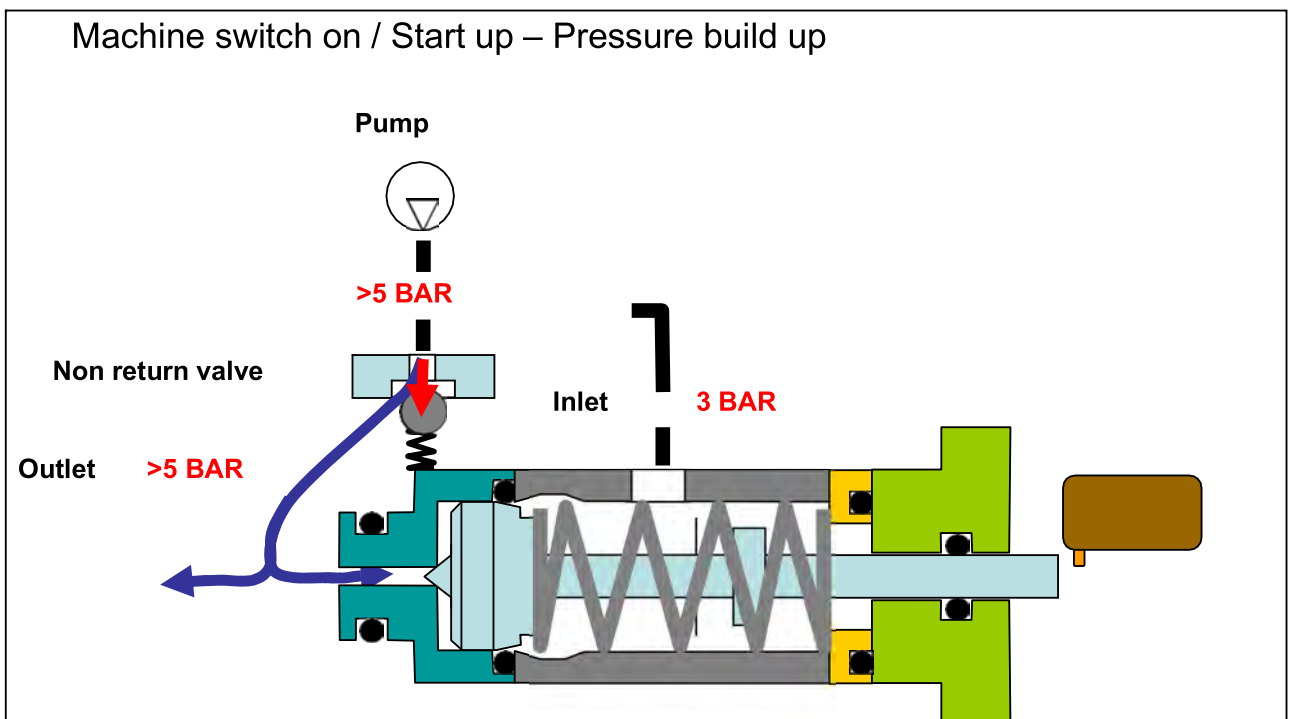 Machine switch on / Start up – Pressure build up
Pump
>5 BAR
Non return valve
Inlet 3 BAR
Outlet >5 BAR